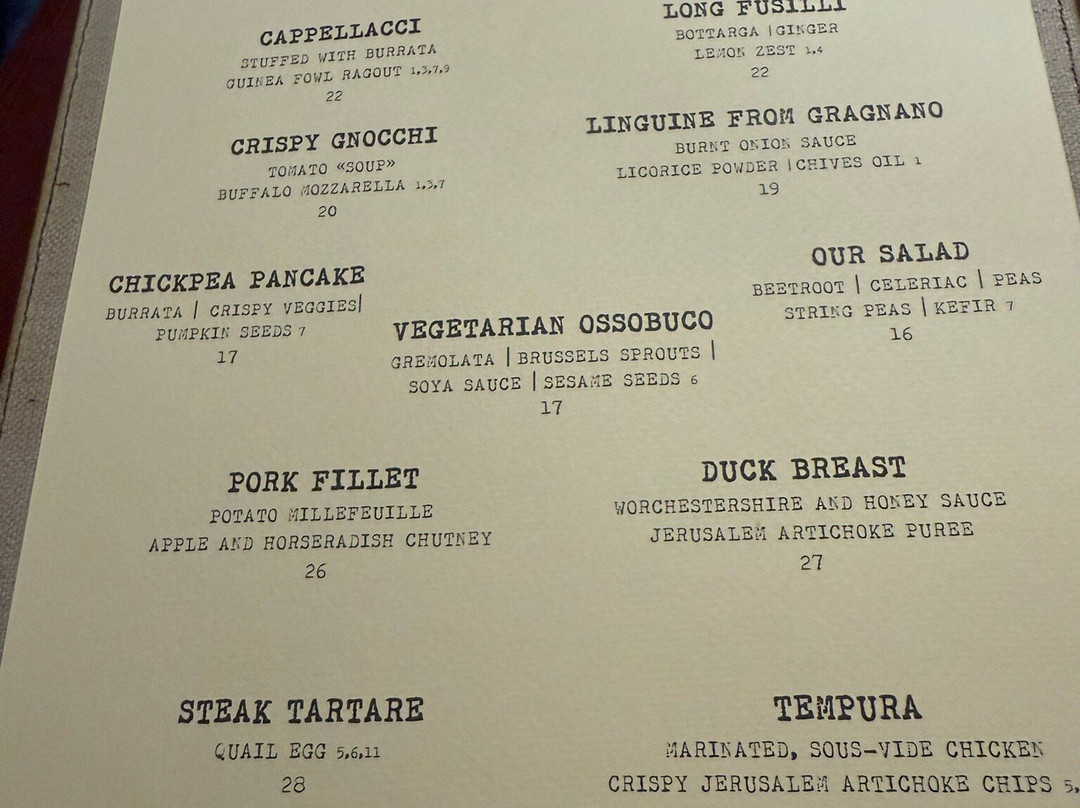 CAPPELLACCI
STUFFED WITH BURRATA
GUINEA FOWL RAGOUT 1,3,7,9
22
LONG FUSILLI
BOTTARGA | GINGER
LEMON ZEST 1,4
22
CRISPY GNOCCHI
TOMATO «SOUP»
BUFFALO MOZZARELLA 1,3,7
20
LINGUINE FROM GRAGNANO
BURNT ONION SAUCE
LICORICE POWDER | CHIVES OIL 1
19
CHICKPEA PANCAKE
BURRATA | CRISPY VEGGIES|
PUMPKIN SEEDS 7
17
VEGETARIAN OSSOBUCO
GREMOLATA | BRUSSELS SPROUTS |
SOYA SAUCE | SESAME SEEDS 6
17
OUR SALAD
BEETROOT | CELERIAC | PEAS
STRING PEAS | KEFIR 7
16
PORK FILLET
POTATO MILLEFEUILLE
APPLE AND HORSERADISH CHUTNEY
26
DUCK BREAST
WORCHESTERSHIRE AND HONEY SAUCE
JERUSALEM ARTICHOKE PUREE
27
STEAK TARTARE
QUAIL EGG 5,6,11
28
TEMPURA
MARINATED, SOUS-VIDE CHICKEN
CRISPY JERUSALEM ARTICHOKE CHIPS 5,